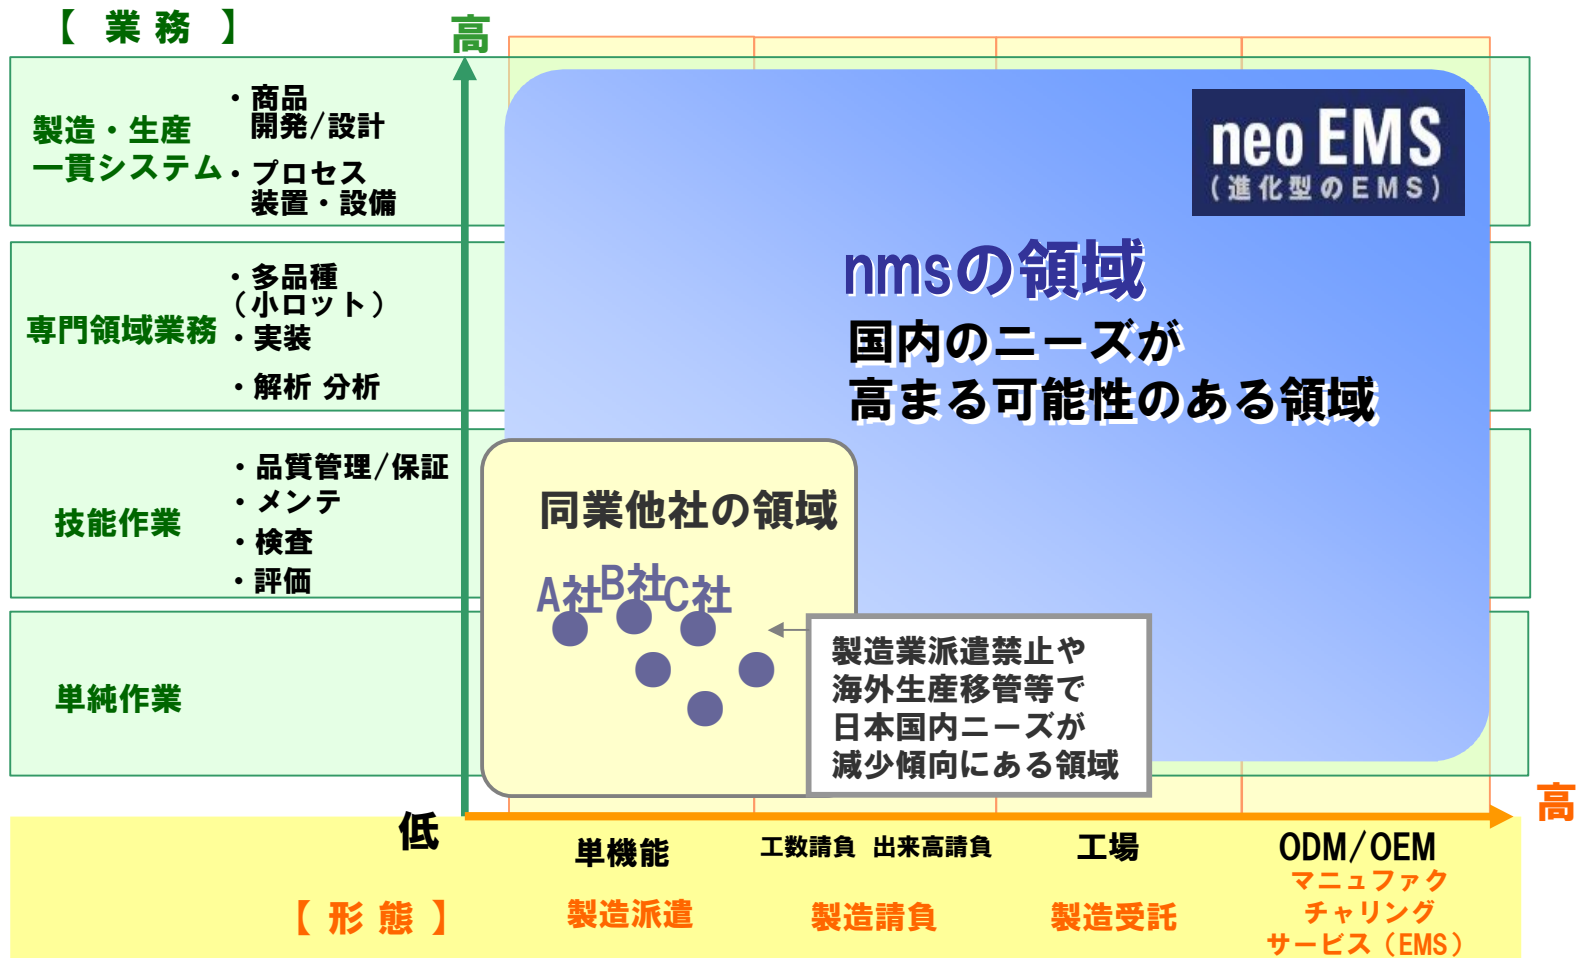 【 業 務 】
高
製造・生産
一貫システム
・商品
開発/設計
・プロセス
装置・設備
neo EMS
(進化型のEMS)
nmsの領域
国内のニーズが
高まる可能性のある領域
専門領域業務
・多品種
(小ロット)
・実装
・解析 分析
技能作業
・品質管理/保証
・メンテ
・検査
・評価
同業他社の領域
A社 B社 C社
単純作業
製造業派遣禁止や
海外生産移管等で
日本国内ニーズが
減少傾向にある領域
低
高
単機能
工数請負 出来高請負
工場
ODM/OEM
【 形 態 】
製造派遣
製造請負
製造受託
マニュファク
チャリング
サービス(EMS)